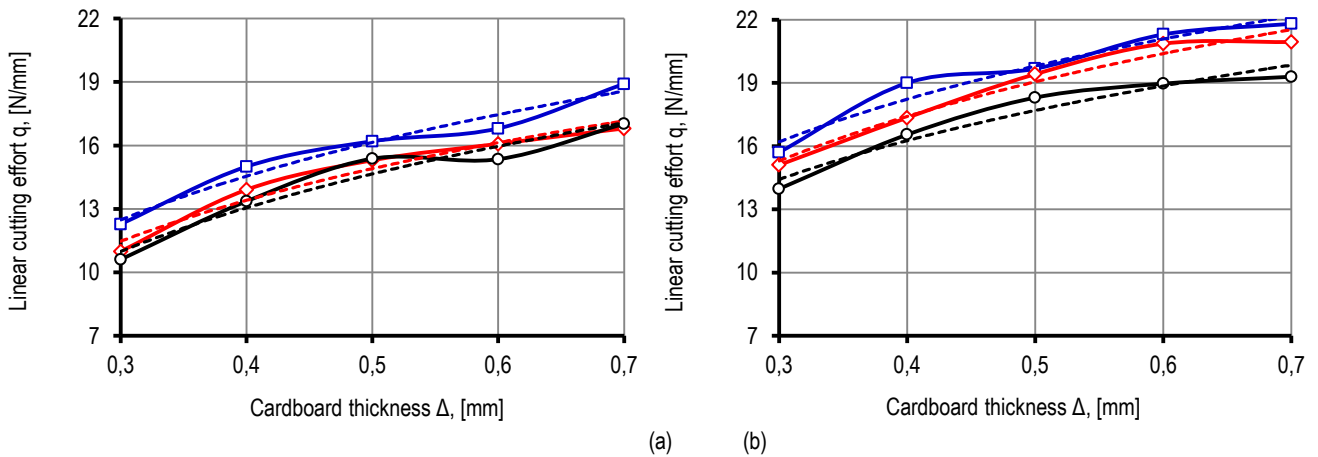 Linear cutting effort q, [N/mm]
22
19
16
13
10
7
0,3 0,4 0,5 0,6 0,7
Cardboard thickness Δ, [mm]
(a)
Linear cutting effort q, [N/mm]
22
19
16
13
10
7
0,3 0,4 0,5 0,6 0,7
Cardboard thickness Δ, [mm]
(b)